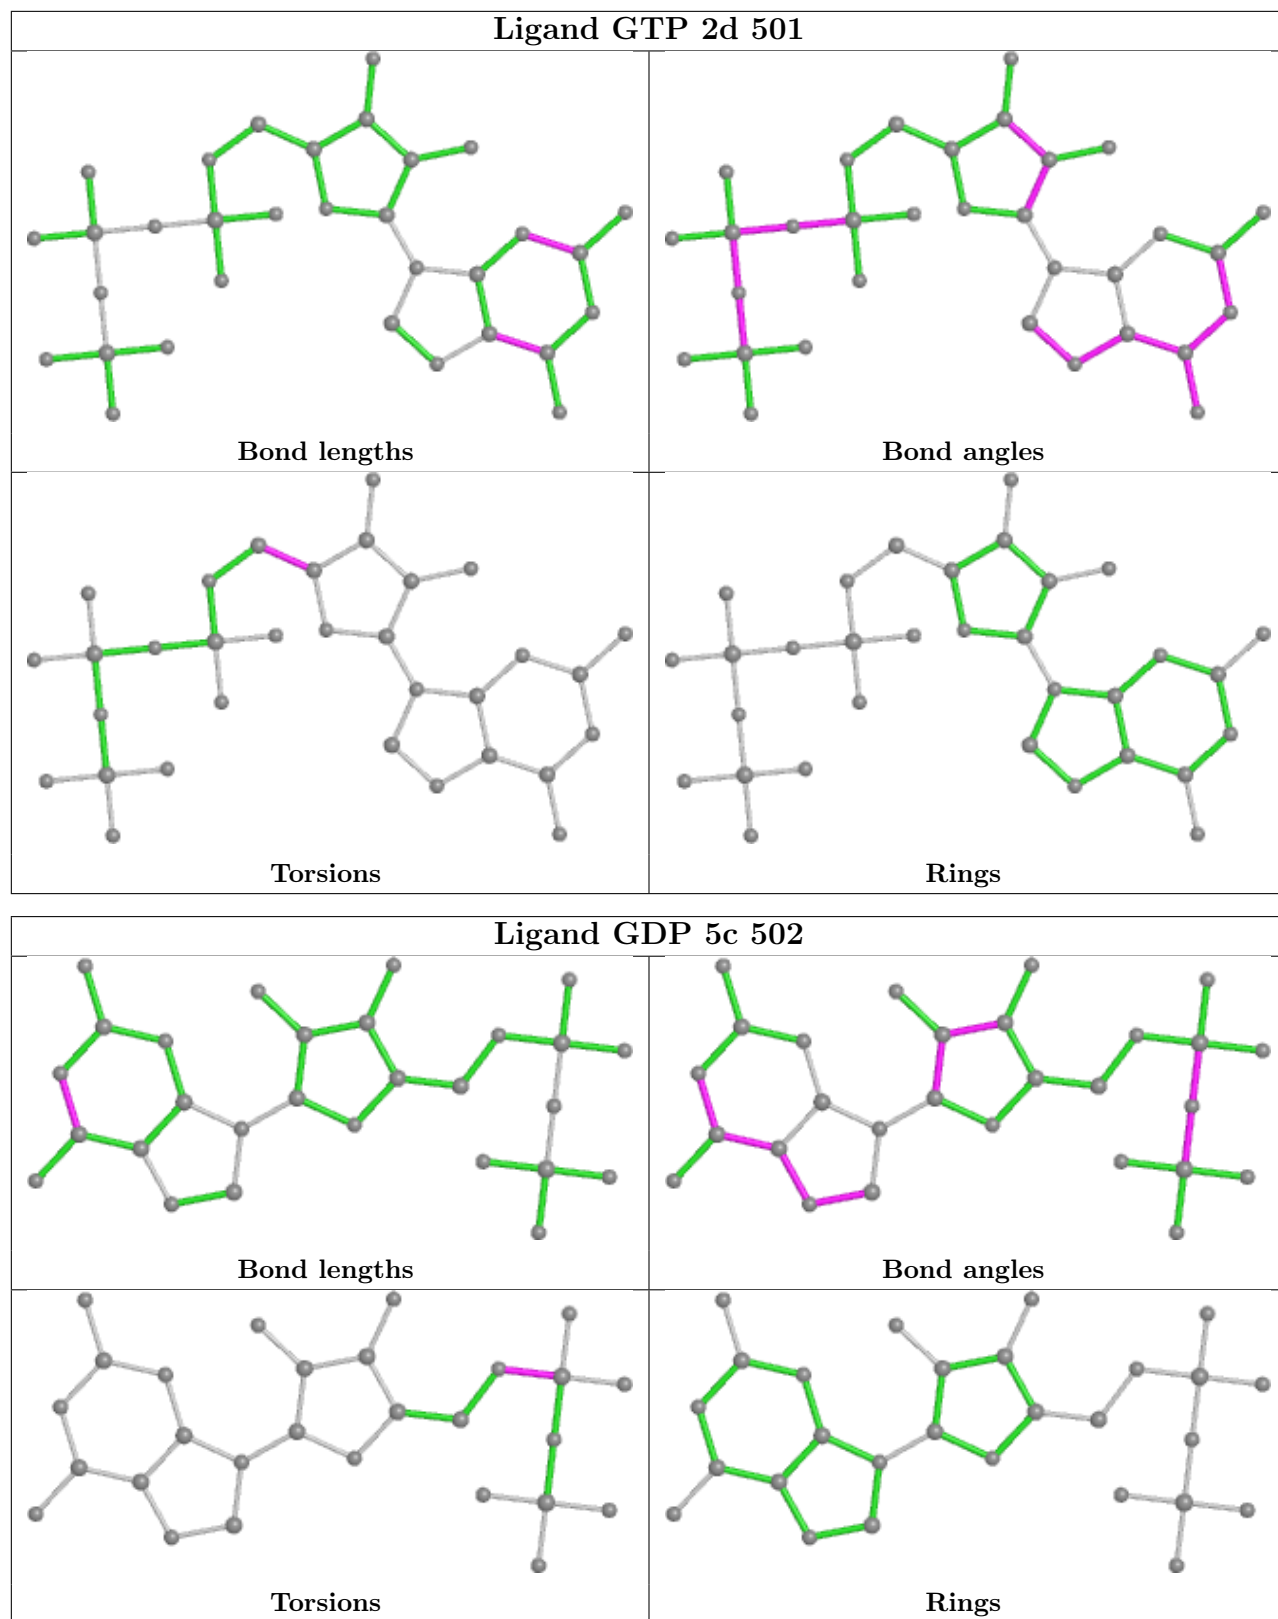 Ligand GTP 2d 501
Bond lengths
Bond angles
Torsions
Rings
Ligand GDP 5c 502
Bond lengths
Bond angles
Torsions
Rings